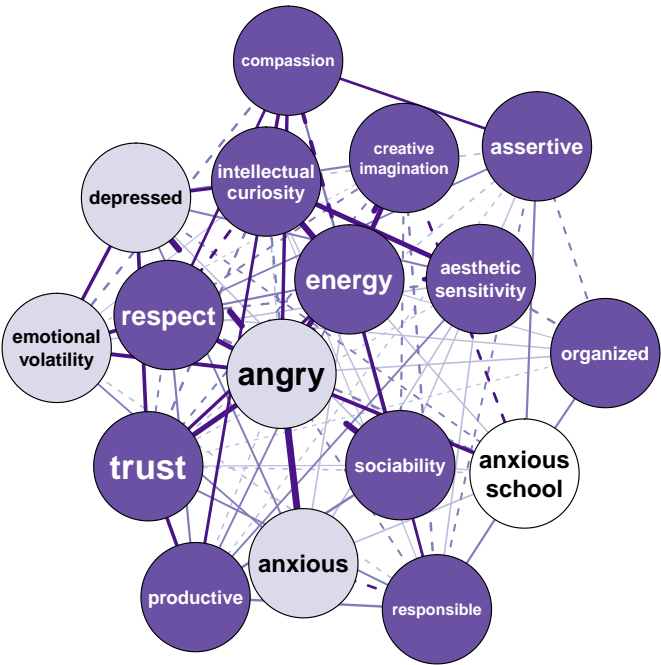 compassion
assertive
creative
imagination
intellectual
curiosity
depressed
energy
aesthetic
sensitivity
respect
emotional
volatility
organized
angry
trust
sociability
anxious
school
anxious
productive
responsible